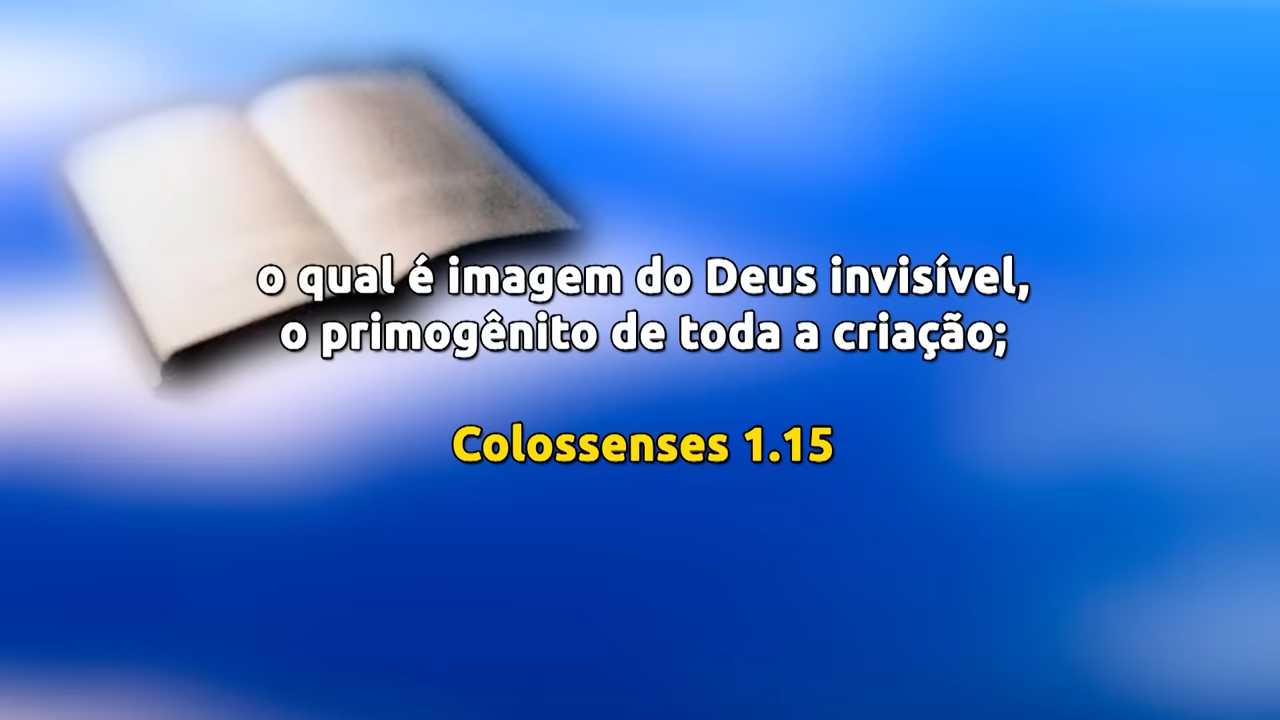 o qual é imagem do Deus invisível,
o primogênito de toda a criação;
Colossenses 1.15